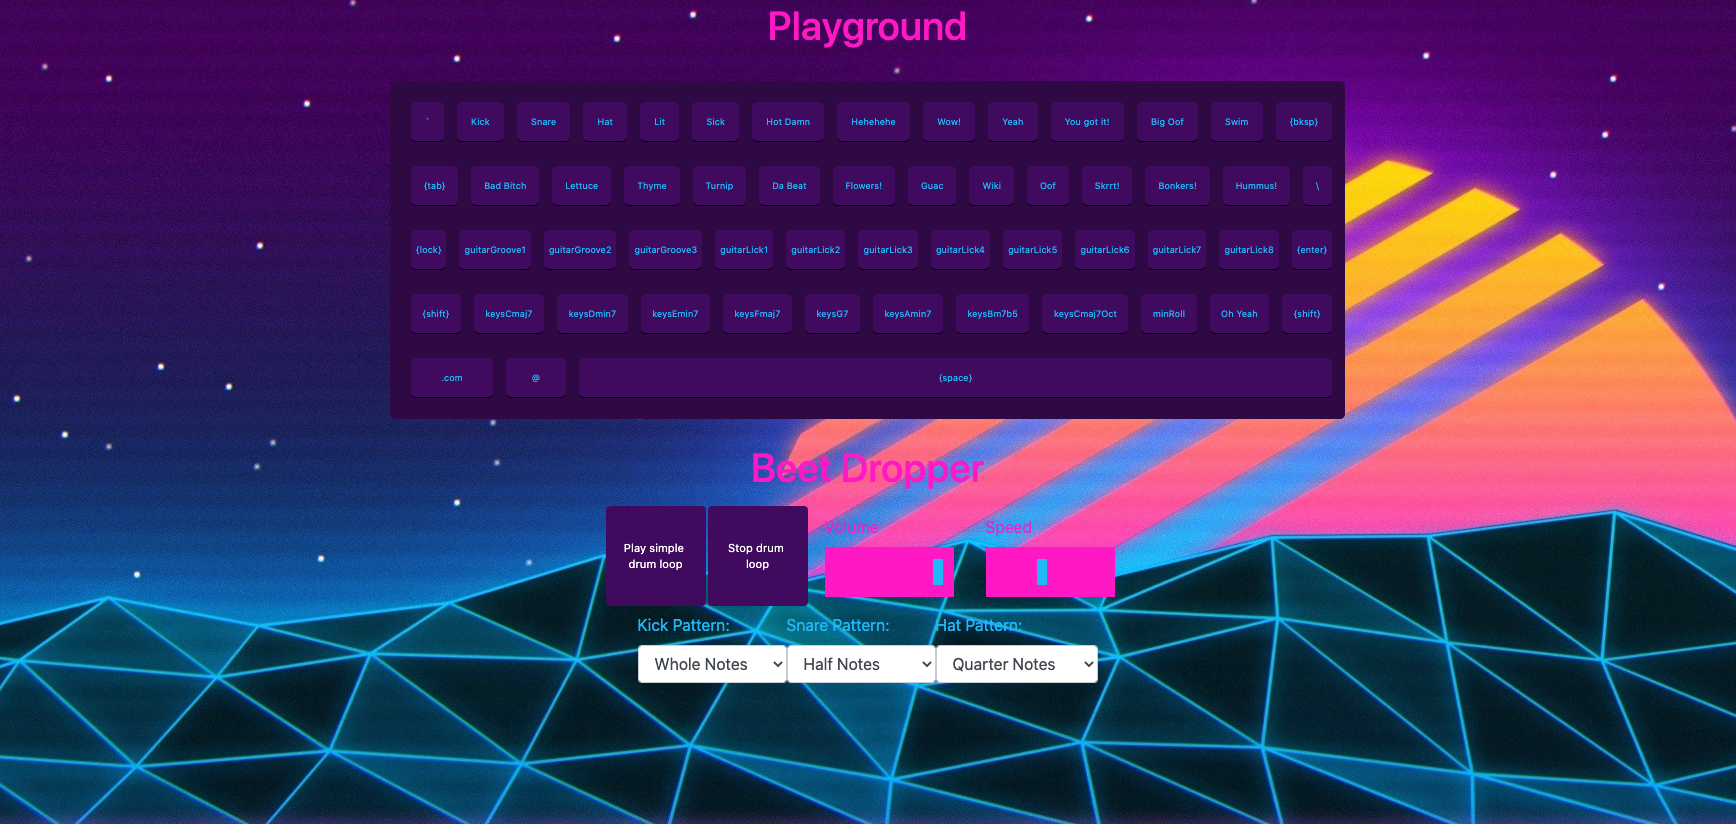 Playground
` Kick Snare Hat Lit Sick Hot Damn Hehehehe Wow! Yeah You got it! Big Oof Swim {bksp}
{tab} Bad Bitch Lettuce Thyme Turnip Da Beat Flowers! Guac Wiki Oof Skrrt! Bonkers! Hummus! \
{lock} guitarGroove1 guitarGroove2 guitarGroove3 guitarLick1 guitarLick2 guitarLick3 guitarLick4 guitarLick5 guitarLick6 guitarLick7 guitarLick8 {enter}
{shift} keysCmaj7 keysDmin7 keysEmin7 keysFmaj7 keysG7 keysAmin7 keysBm7b5 keysCmaj7Oct minRoll Oh Yeah {shift}
.com @ {space}
Beet Dropper
Play simple
drum loop
Stop drum
loop
Volume
Speed
Kick Pattern: Snare Pattern: Hat Pattern:
Whole Notes Half Notes Quarter Notes